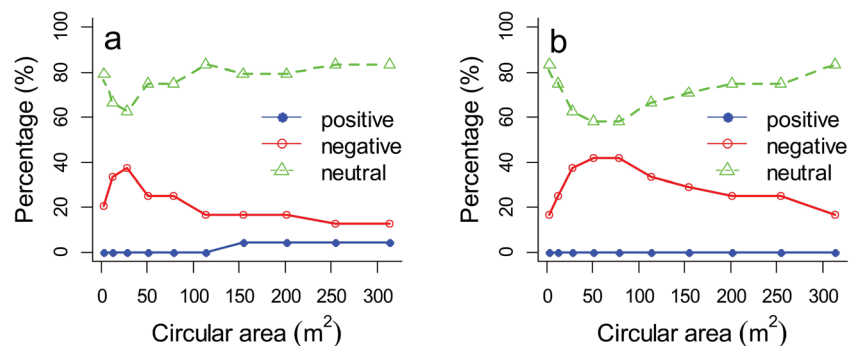 a
Percentage (%)
100
80
60
40
20
0
positive
negative
neutral
0 50 100 150 200 250 300
Circular area (m²)
b
Percentage (%)
100
80
60
40
20
0
positive
negative
neutral
0 50 100 150 200 250 300
Circular area (m²)